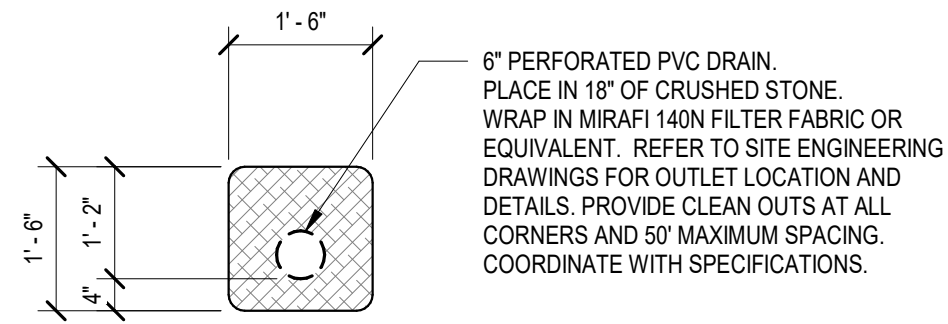 1' - 6"
6" PERFORATED PVC DRAIN.
PLACE IN 18" OF CRUSHED STONE.
WRAP IN MIRAFI 140N FILTER FABRIC OR
EQUIVALENT.  REFER TO SITE ENGINEERING
DRAWINGS FOR OUTLET LOCATION AND
DETAILS. PROVIDE CLEAN OUTS AT ALL
CORNERS AND 50' MAXIMUM SPACING.
COORDINATE WITH SPECIFICATIONS.
1' - 6"
1' - 2"
4"